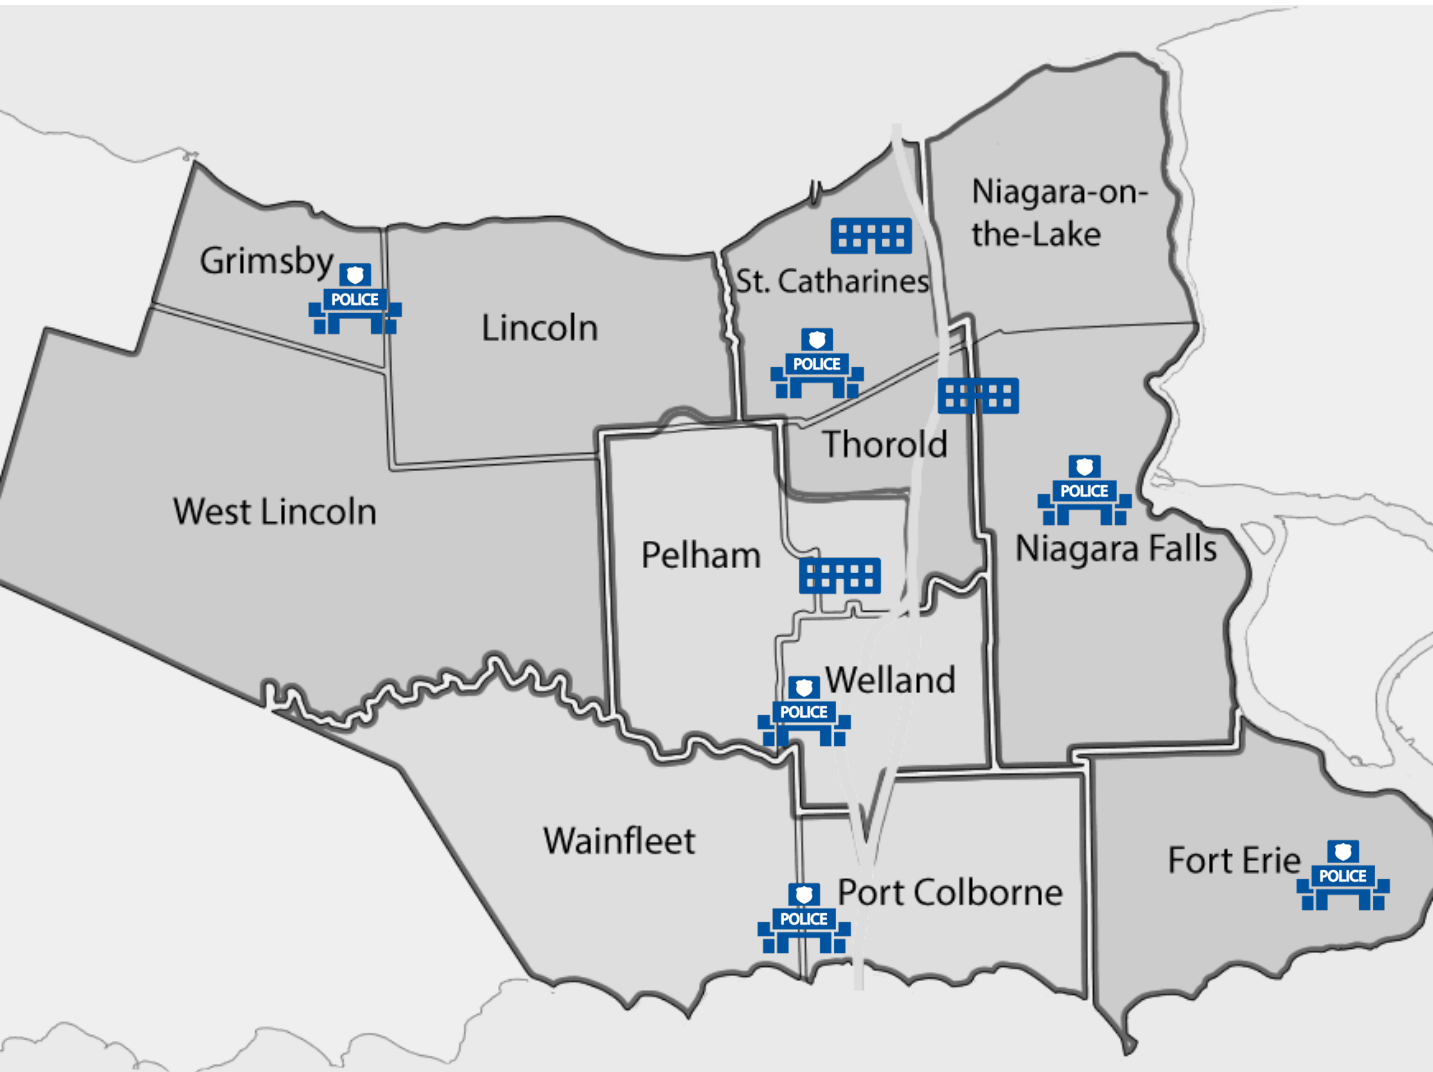 Niagara-on-
the-Lake
Grimsby
POLICE
St. Catharines
Lincoln
POLICE
Thorold
POLICE
West Lincoln
Pelham
Niagara Falls
Welland
POLICE
Wainfleet
Fort Erie
POLICE
Port Colborne
POLICE